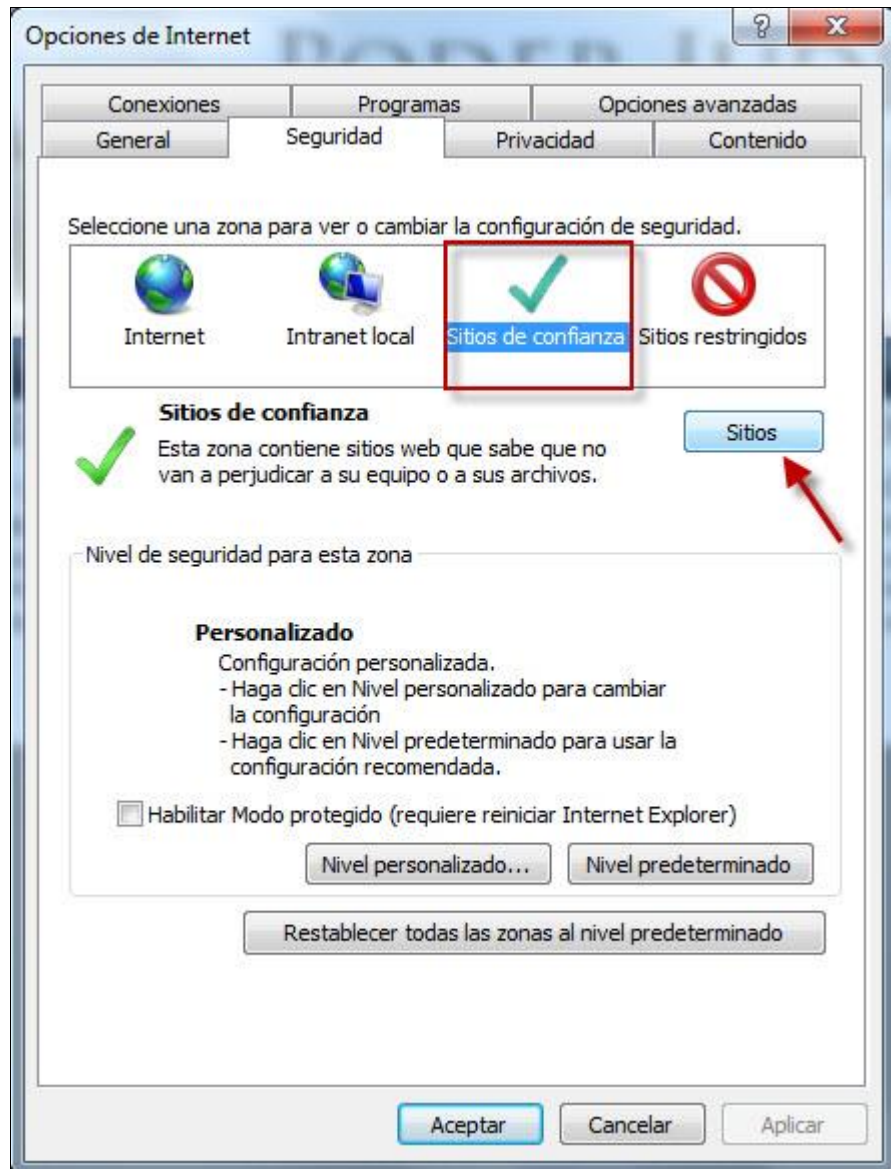 Opciones de Internet
PODER JUD
Conexiones Programas Opciones avanzadas
General Seguridad Privacidad Contenido
Seleccione una zona para ver o cambiar la configuración de seguridad.
Internet Intranet local Sitios de confianza Sitios restringidos
Sitios de confianza
Esta zona contiene sitios web que sabe que no
van a perjudicar a su equipo o a sus archivos.
Sitios
Nivel de seguridad para esta zona
Personalizado
Configuración personalizada.
- Haga clic en Nivel personalizado para cambiar
la configuración
- Haga clic en Nivel predeterminado para usar la
configuración recomendada.
Habilitar Modo protegido (requiere reiniciar Internet Explorer)
Nivel personalizado... Nivel predeterminado
Restablecer todas las zonas al nivel predeterminado
Aceptar Cancelar Aplicar